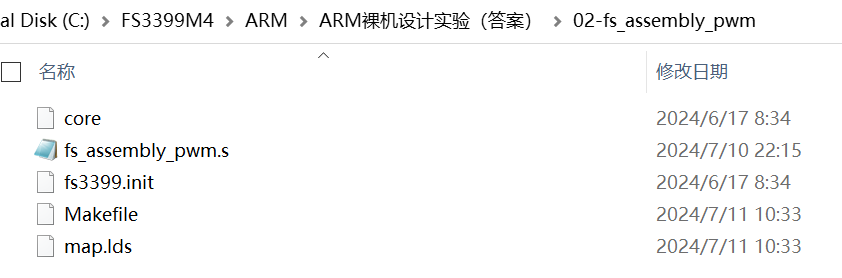 al Disk (C:) > FS3399M4 > ARM > ARM裸机设计实验（答案） > 02-fs_assembly_pwm
名称 修改日期
core 2024/6/17 8:34
fs_assembly_pwm.s 2024/7/10 22:15
fs3399.init 2024/6/17 8:34
Makefile 2024/7/11 10:33
map.lds 2024/7/11 10:33